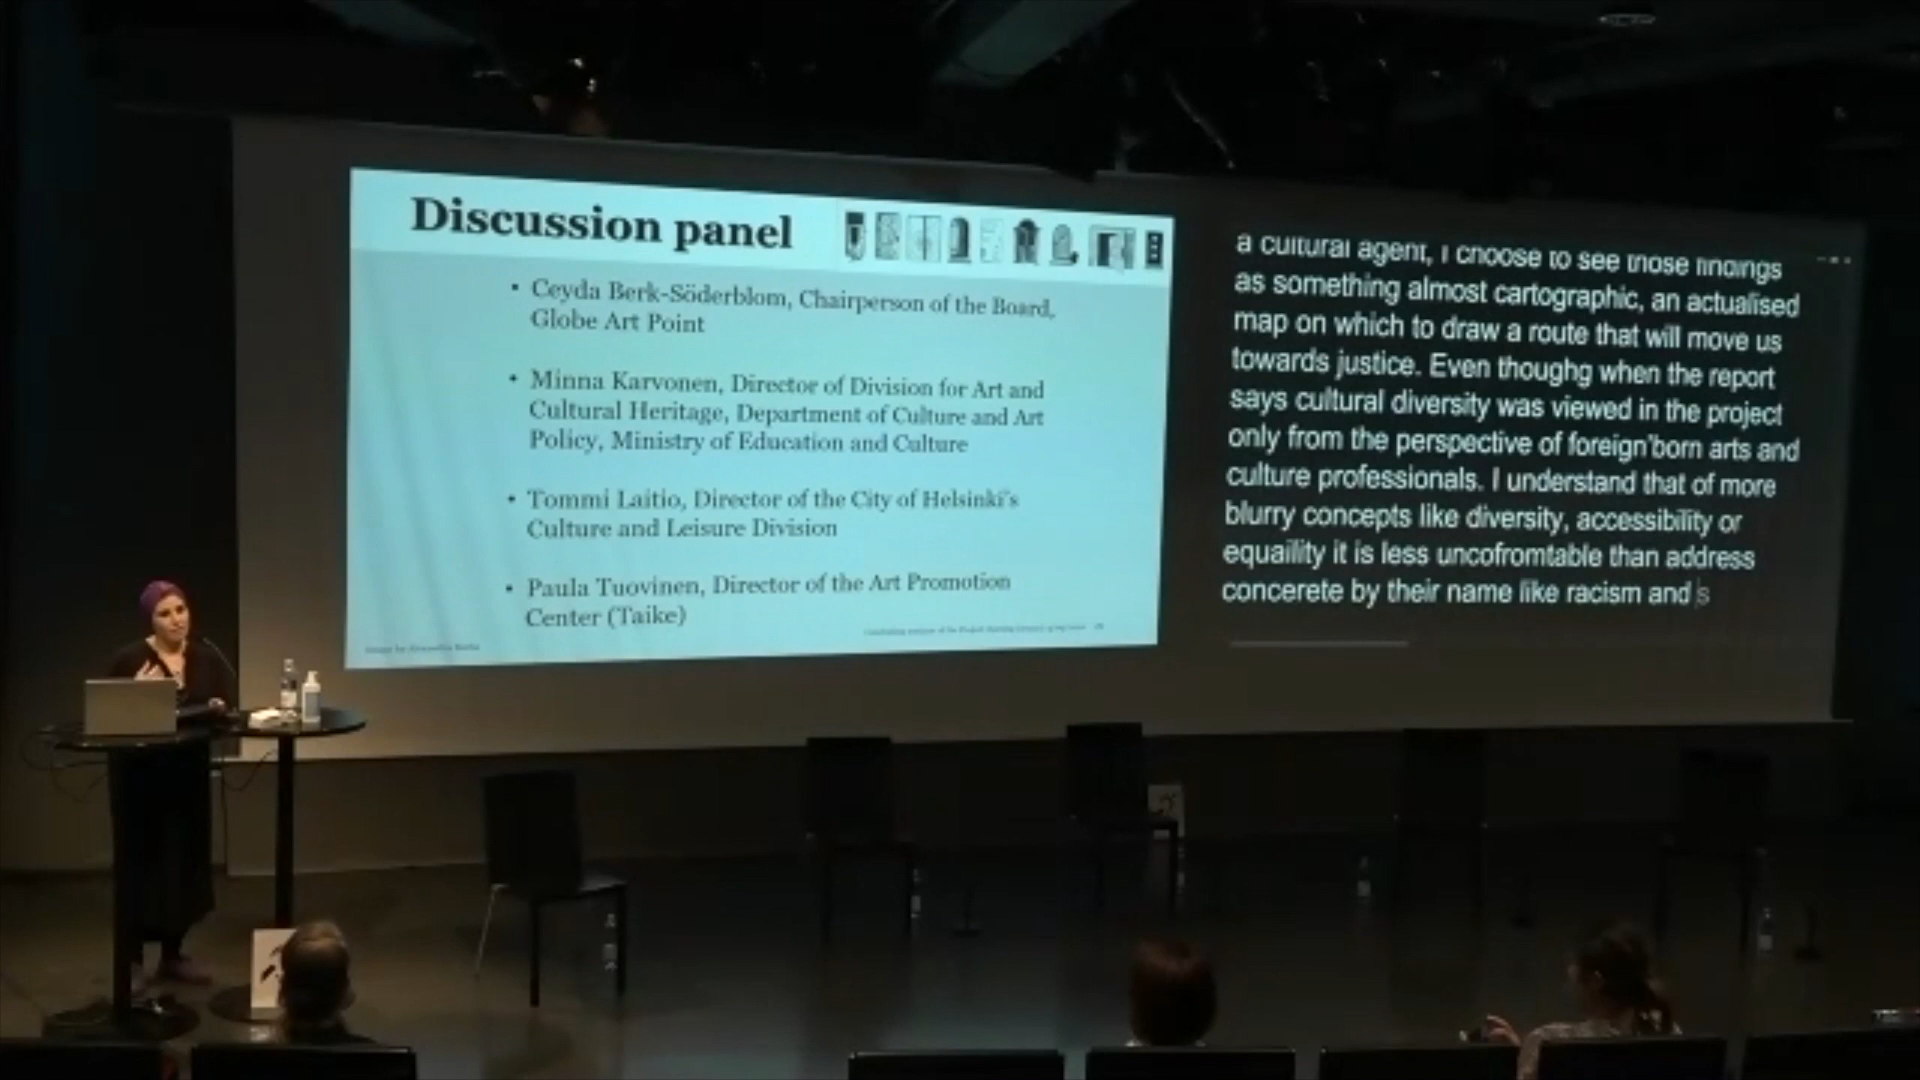 Discussion panel
• Ceyda Berk-Söderblom, Chairperson of the Board,
Globe Art Point
• Minna Karvonen, Director of Division for Art and
Cultural Heritage, Department of Culture and Art
Policy, Ministry of Education and Culture
• Tommi Laitio, Director of the City of Helsinki's
Culture and Leisure Division
• Paula Tuovinen, Director of the Art Promotion
Center (Taike)
a cultural agent, I choose to see those findings
as something almost cartographic, an actualised
map on which to draw a route that will move us
towards justice. Even thoughg when the report
says cultural diversity was viewed in the project
only from the perspective of foreign'born arts and
culture professionals. I understand that of more
blurry concepts like diversity, accessibility or
equaility it is less uncofromtable than address
concerete by their name like racism and s